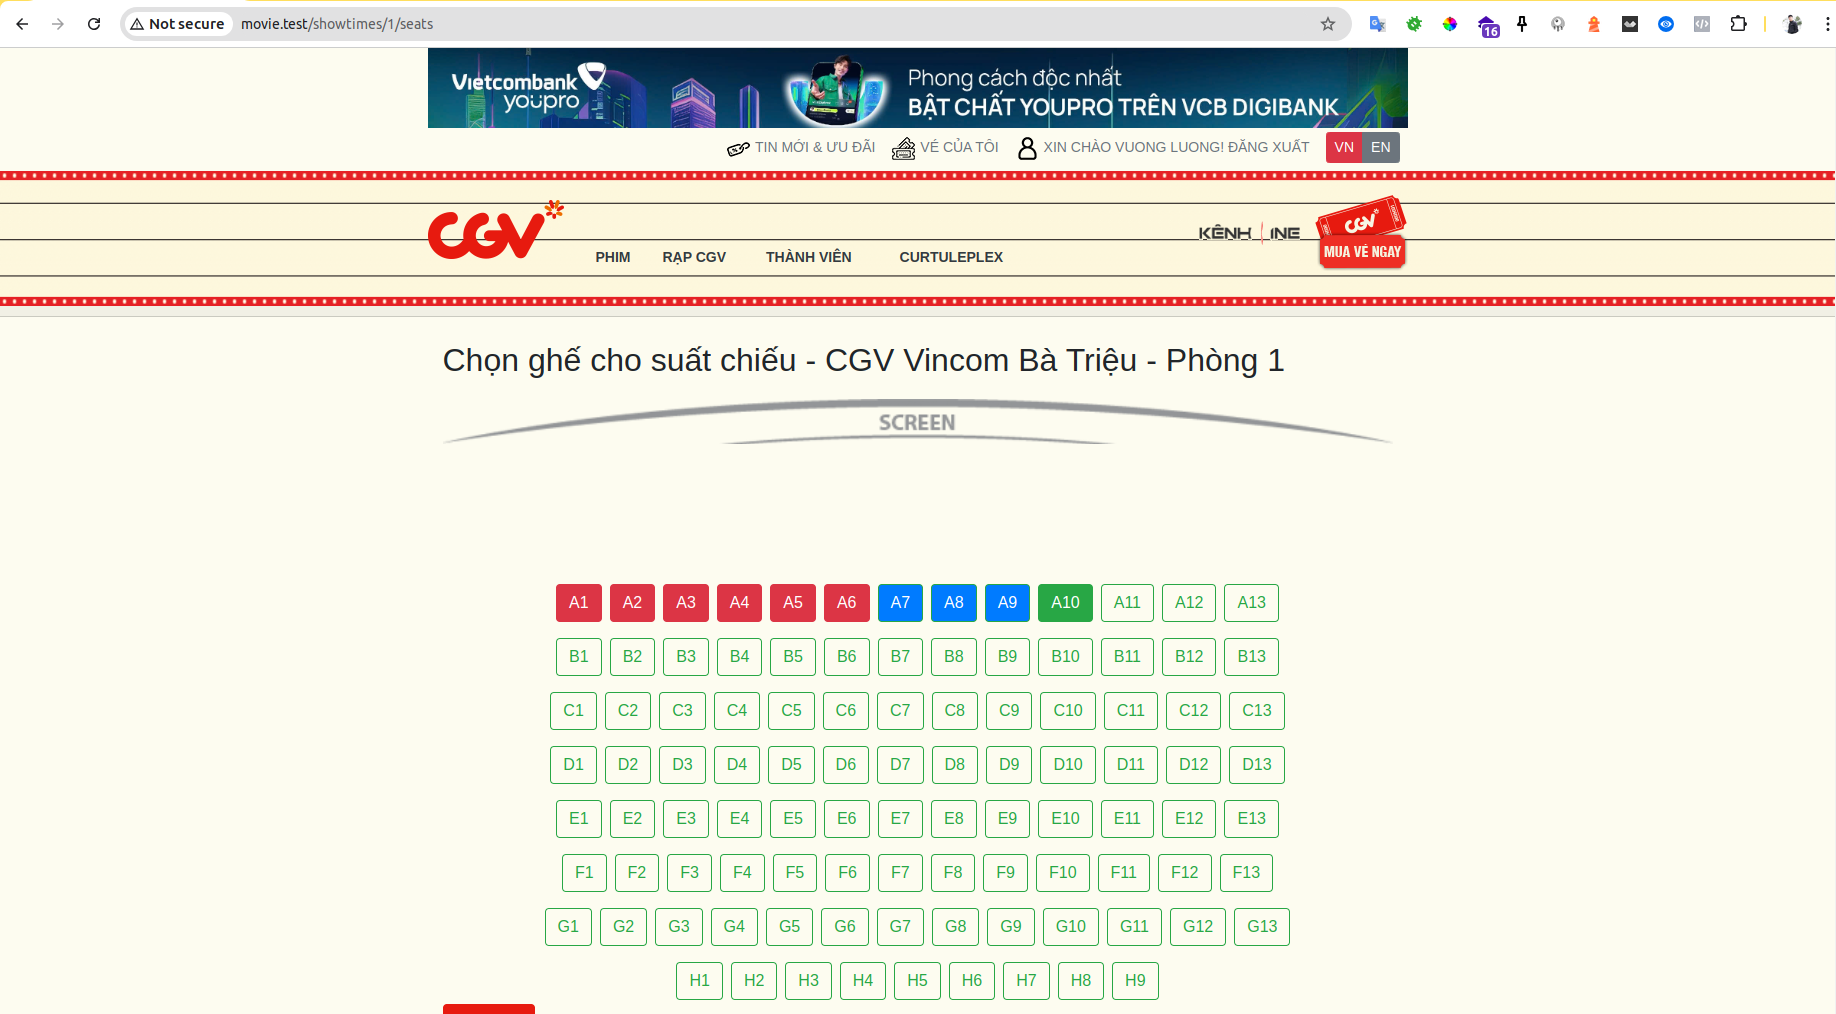 Not secure
movie.test/showtimes/1/seats
16
Vietcombank
youpro
Phong cách độc nhất
BẬT CHẤT YOUPRO TRÊN VCB DIGIBANK
TIN MỚI & ƯU ĐÃI
VÉ CỦA TÔI
XIN CHÀO VUONG LUONG! ĐĂNG XUẤT
VN EN
CGV
PHIM
RẠP CGV
THÀNH VIÊN
CURTULEPLEX
KÊNH INE
CGV
MUA VÉ NGAY
Chọn ghế cho suất chiếu - CGV Vincom Bà Triệu - Phòng 1
SCREEN
A1 A2 A3 A4 A5 A6 A7 A8 A9 A10 A11 A12 A13
B1 B2 B3 B4 B5 B6 B7 B8 B9 B10 B11 B12 B13
C1 C2 C3 C4 C5 C6 C7 C8 C9 C10 C11 C12 C13
D1 D2 D3 D4 D5 D6 D7 D8 D9 D10 D11 D12 D13
E1 E2 E3 E4 E5 E6 E7 E8 E9 E10 E11 E12 E13
F1 F2 F3 F4 F5 F6 F7 F8 F9 F10 F11 F12 F13
G1 G2 G3 G4 G5 G6 G7 G8 G9 G10 G11 G12 G13
H1 H2 H3 H4 H5 H6 H7 H8 H9